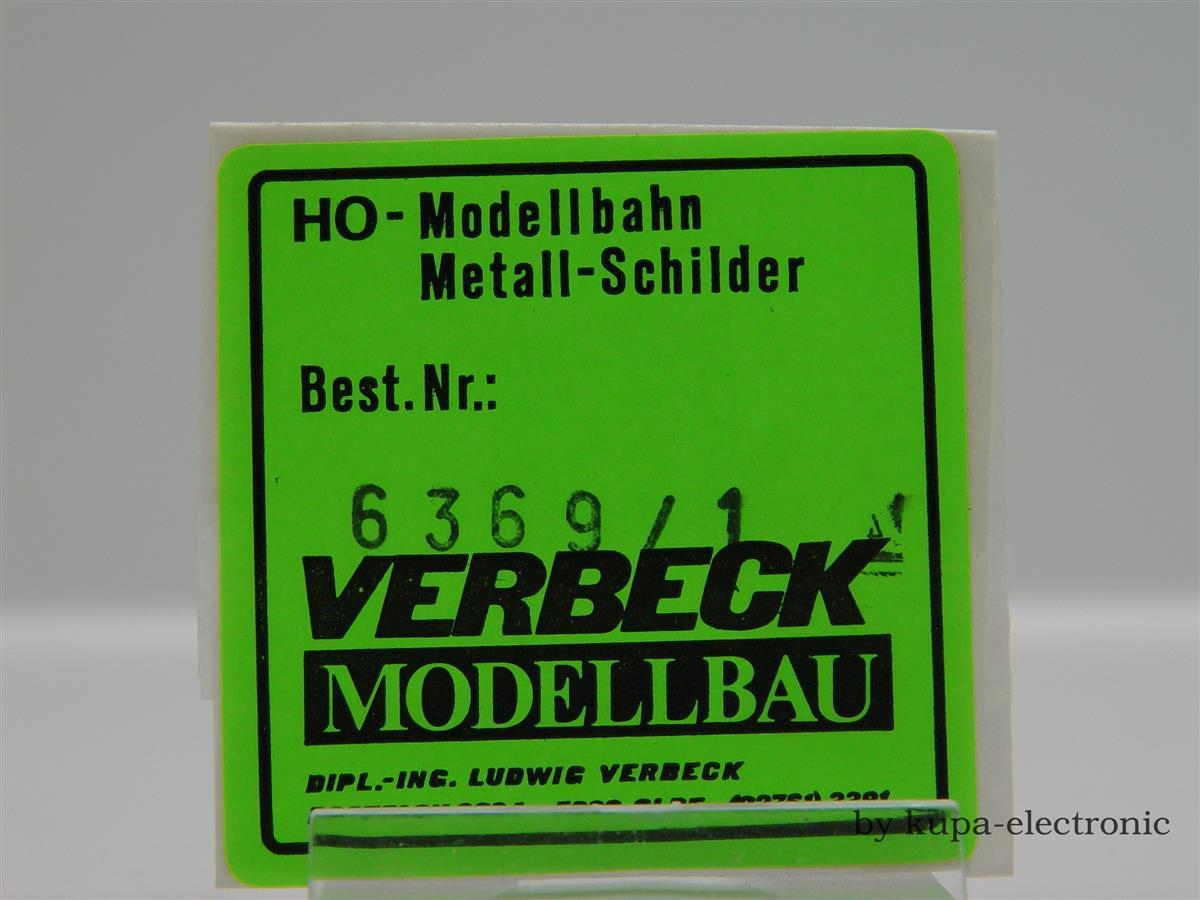 HO-Modellbahn
Metall-Schilder
Best.Nr.:
6369/1
VERBECK
MODELLBAU
DIPL.-ING. LUDWIG VERBECK
by kupa-electronic